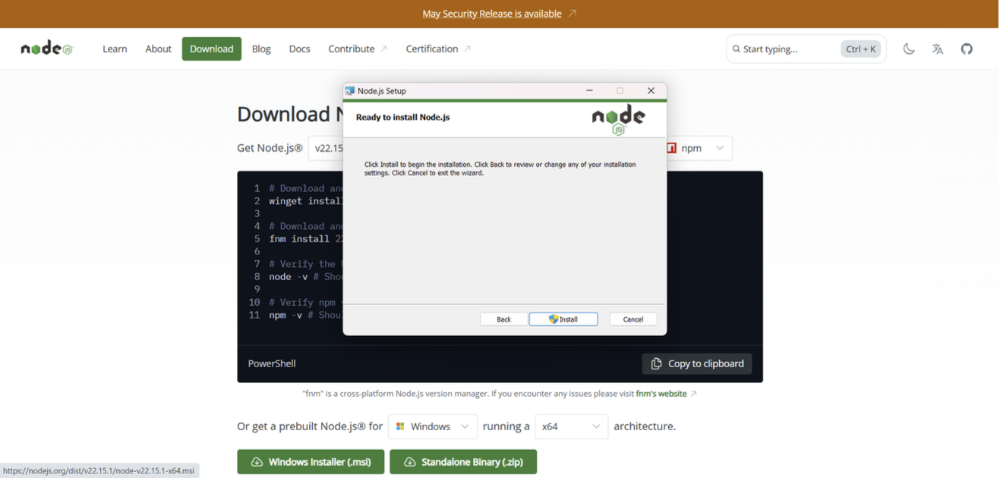 May Security Release is available
node JS
Learn About Download Blog Docs Contribute Certification
Start typing... Ctrl + K
Node.js Setup
Ready to install Node.js
node JS
Click Install to begin the installation. Click Back to review or change any of your installation
settings. Click Cancel to exit the wizard.
Back Install Cancel
Download
Get Node.js® v22.15 npm
1 # Download
2 winget
3
4 # Download
5 fnm install
6
7 # Verify the
8 node -v #
9
10 # Verify npm
11 npm -v #
PowerShell Copy to clipboard
"fnm" is a cross-platform Node.js version manager. If you encounter any issues please visit fnm's website
Or get a prebuilt Node.js® for Windows running a x64 architecture.
Windows Installer (.msi) Standalone Binary (.zip)
https://nodejs.org/dist/v22.15.1/node-v22.15.1-x64.msi